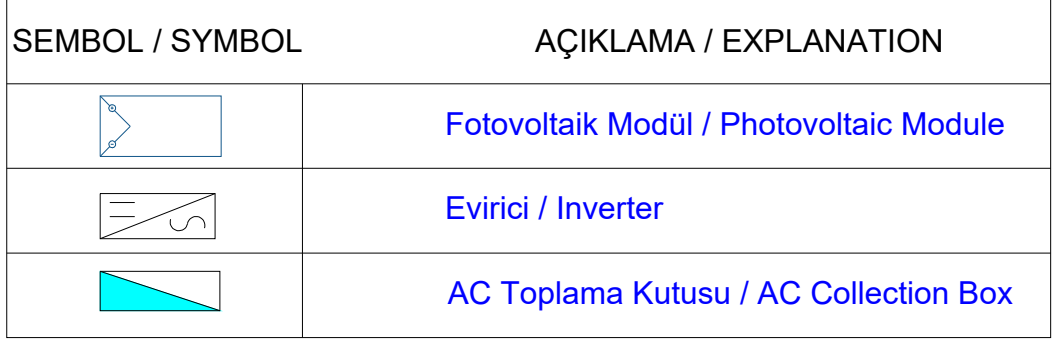 SEMBOL / SYMBOL AÇIKLAMA / EXPLANATION
Fotovoltaik Modül / Photovoltaic Module
Evirici / Inverter
AC Toplama Kutusu / AC Collection Box